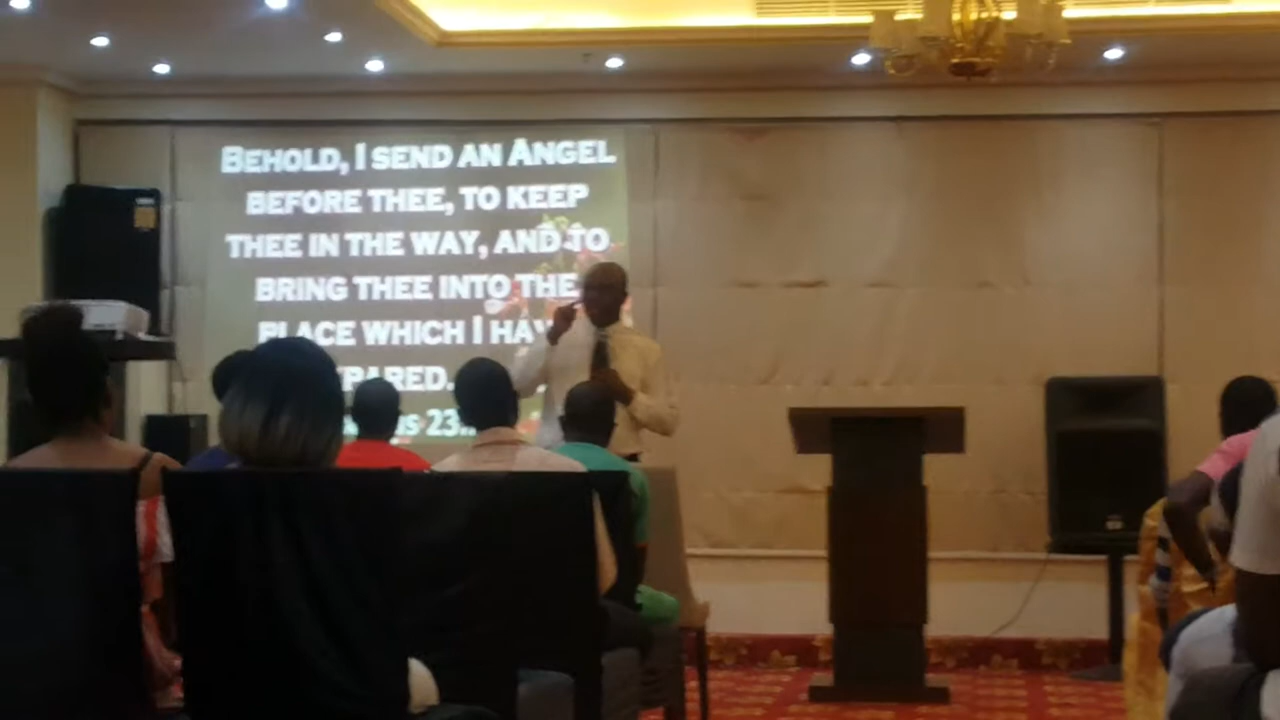 BEHOLD, I SEND AN ANGEL
BEFORE THEE, TO KEEP
THEE IN THE WAY, AND TO
BRING THEE INTO THE
PLACE WHICH I